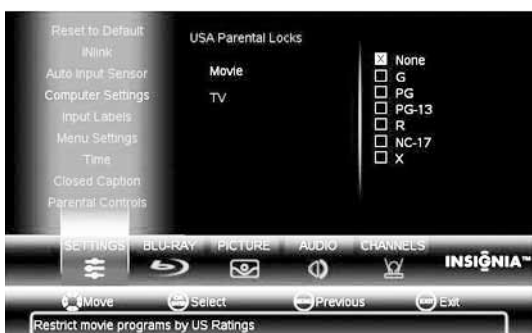 Reset to Default
INlink
Auto Input Sensor
Computer Settings
Input Labels
Menu Settings
Time
Closed Caption
Parental Controls
USA Parental Locks
Movie
TV
None
G
PG
PG-13
R
NC-17
X
SETTINGS BLU-RAY PICTURE AUDIO CHANNELS
INSIGNIA™
Move Select Previous Exit
Restrict movie programs by US Ratings